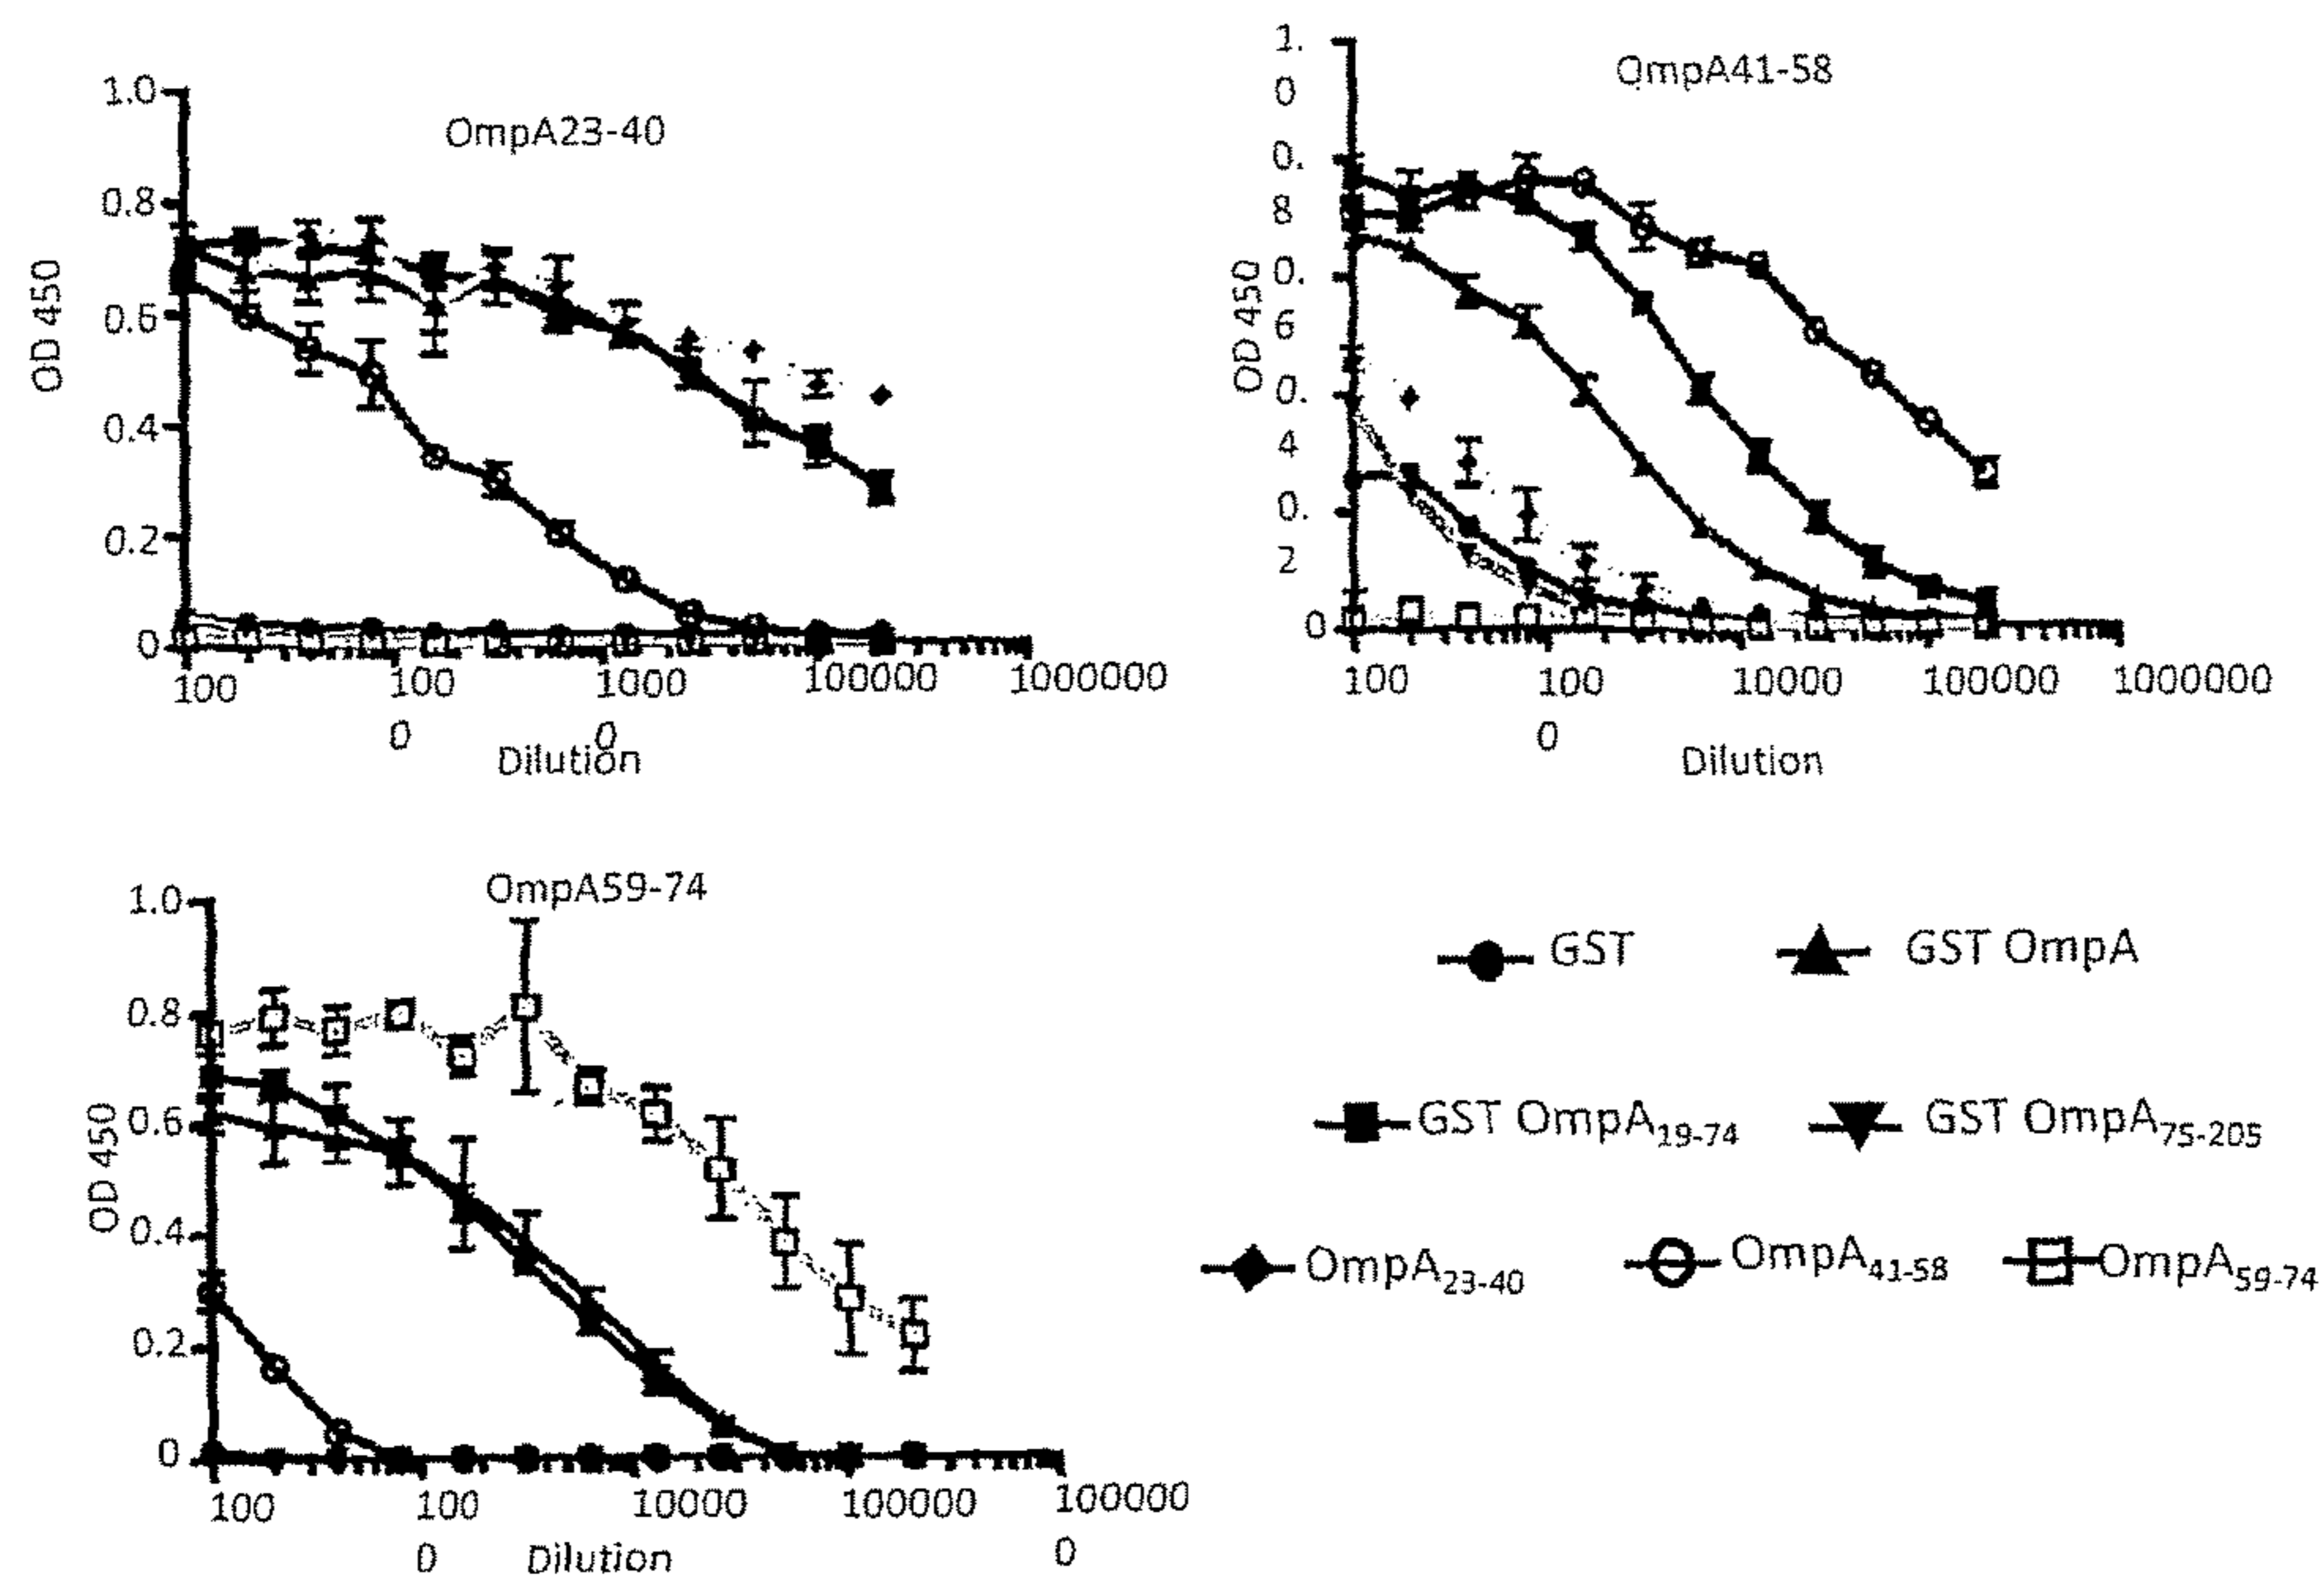 OmpA23-40
OD 450
1.0
0.8
0.6
0.4
0.2
0
100
100
0
1000
0
100000
1000000
Dilution
OmpA41-58
OD 450
1.
0
0.
8
0.
6
0.
4
0.
2
0
100
100
0
10000
100000
1000000
Dilution
OmpA59-74
OD 450
1.0
0.8
0.6
0.4
0.2
0
100
100
0
10000
100000
100000
0
Dilution
GST
GST OmpA
GST OmpA19-74
GST OmpA75-205
OmpA23-40
OmpA41-58
OmpA59-74